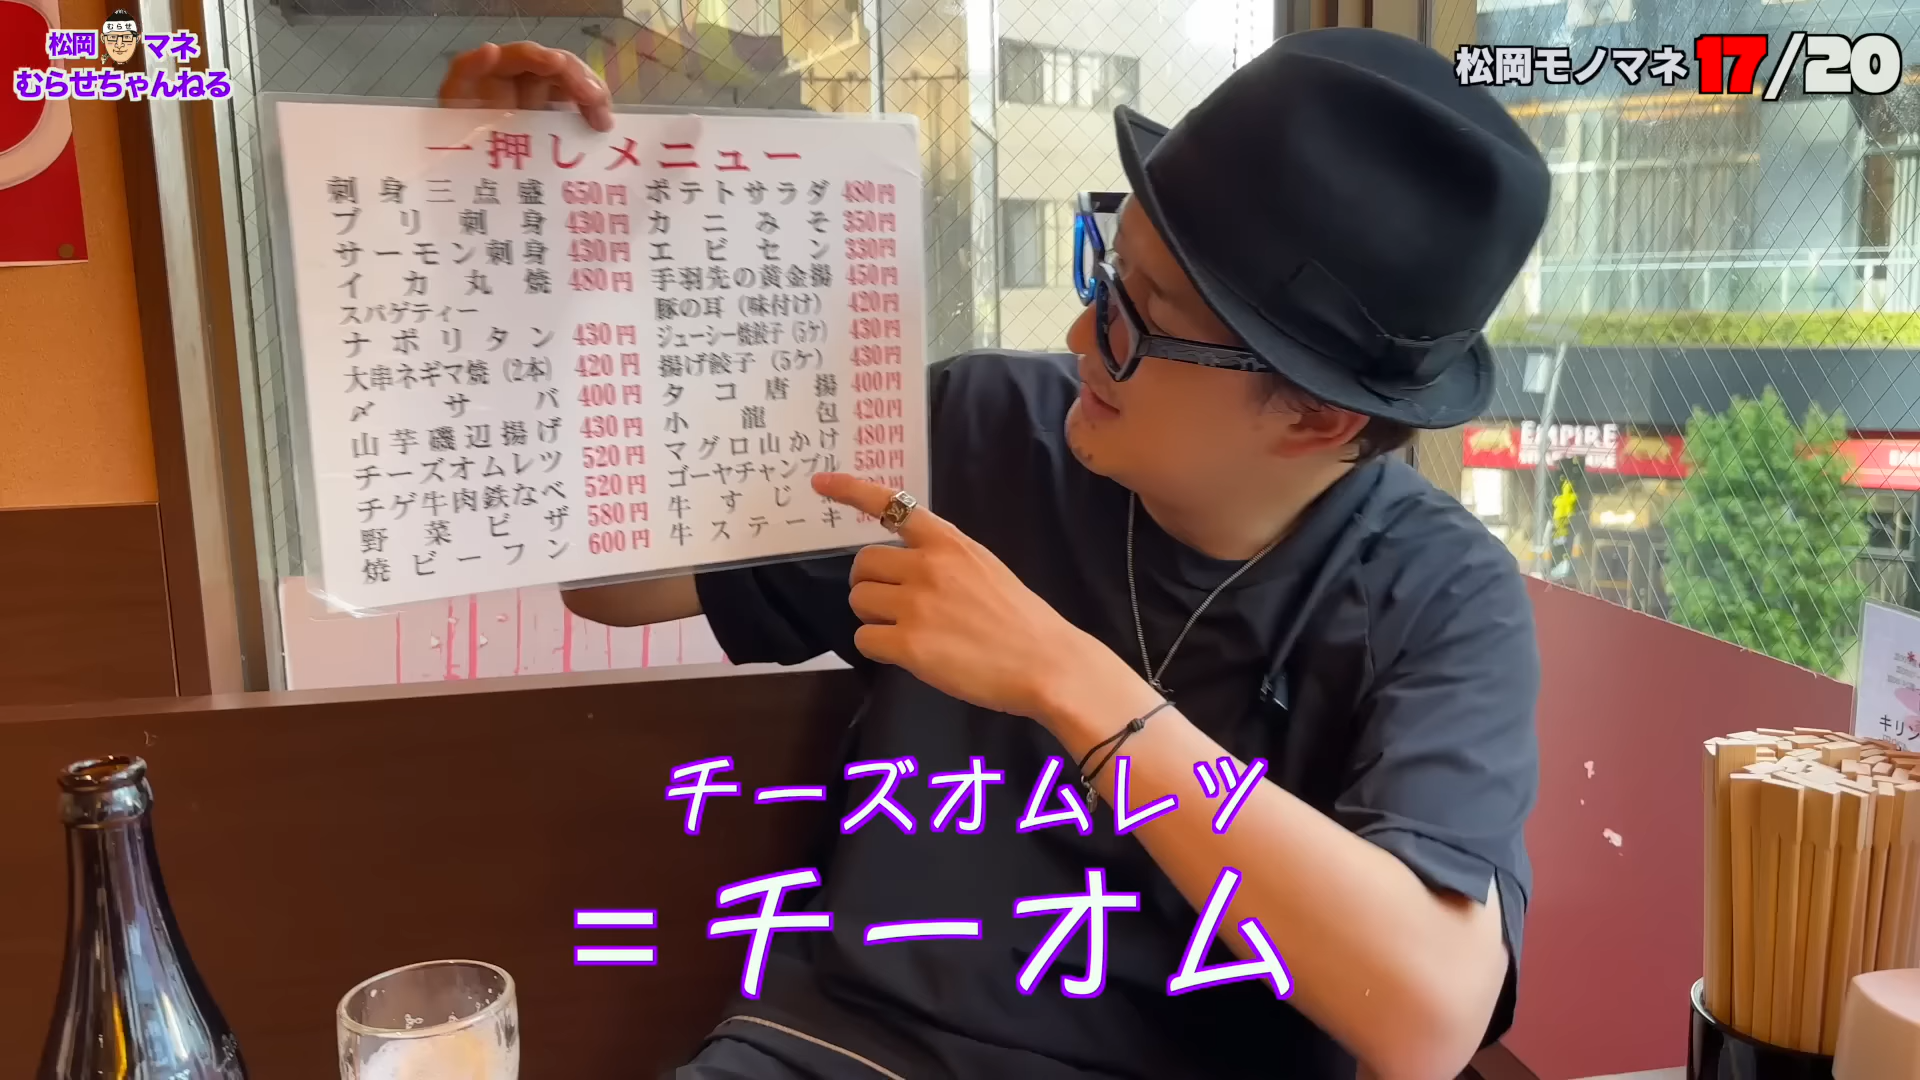 むらせ
松岡 マネ
むらせちゃんねる
松岡モノマネ 17/20
一押しメニュー
刺身三点盛 650円
ブリ刺身 430円
サーモン刺身 430円
イカ丸焼 480円
スパゲティー
ナポリタン 430円
大串ネギマ焼(2本) 420円
〆サバ 400円
山芋磯辺揚げ 430円
チーズオムレツ 520円
チゲ牛肉鉄なべ 520円
野菜ピザ 580円
焼ビーフン 600円
ポテトサラダ 480円
カニみそ 350円
エビセン 330円
手羽先の黄金揚 450円
豚の耳(味付け) 420円
ジューシー焼餃子(5ケ) 430円
揚げ餃子(5ケ) 430円
タコ唐揚 400円
小龍包 420円
マグロ山かけ 480円
ゴーヤチャンプル 550円
牛すじ
牛ステーキ
EMPIRE
キリン
チーズオムレツ
=チーオム